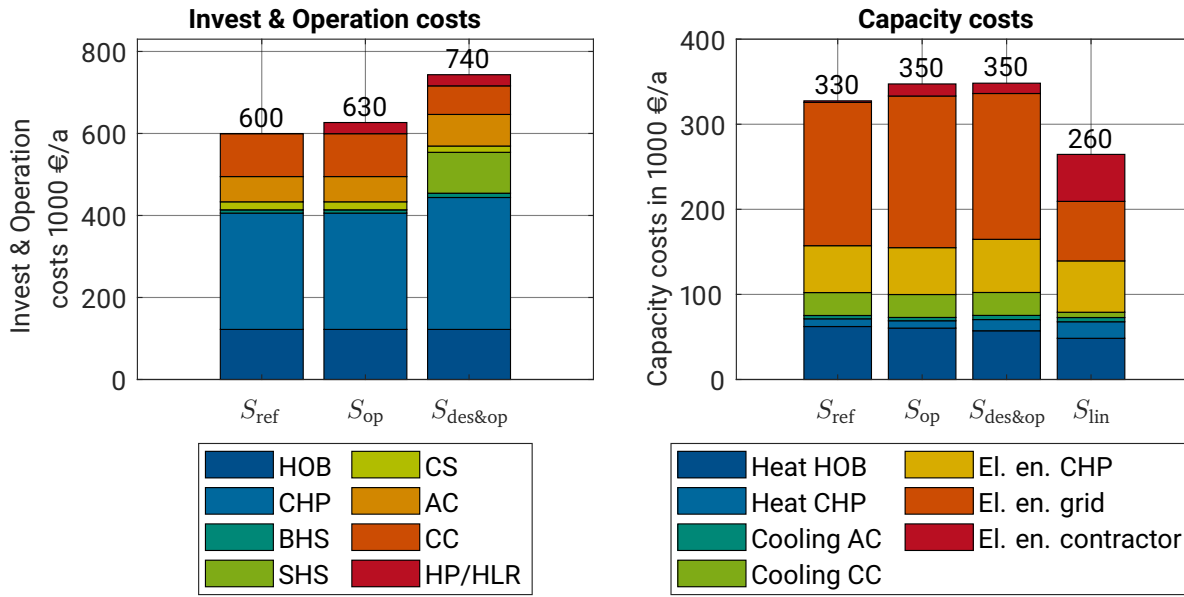 Invest & Operation costs
Invest & Operation
costs 1000 €/a
800
600
400
200
0
600
630
740
S_ref
S_op
S_des&op
HOB
CHP
BHS
SHS
CS
AC
CC
HP/HLR
Capacity costs
Capacity costs in 1000 €/a
400
300
200
100
0
330
350
350
260
S_ref
S_op
S_des&op
S_lin
Heat HOB
Heat CHP
Cooling AC
Cooling CC
El. en. CHP
El. en. grid
El. en. contractor